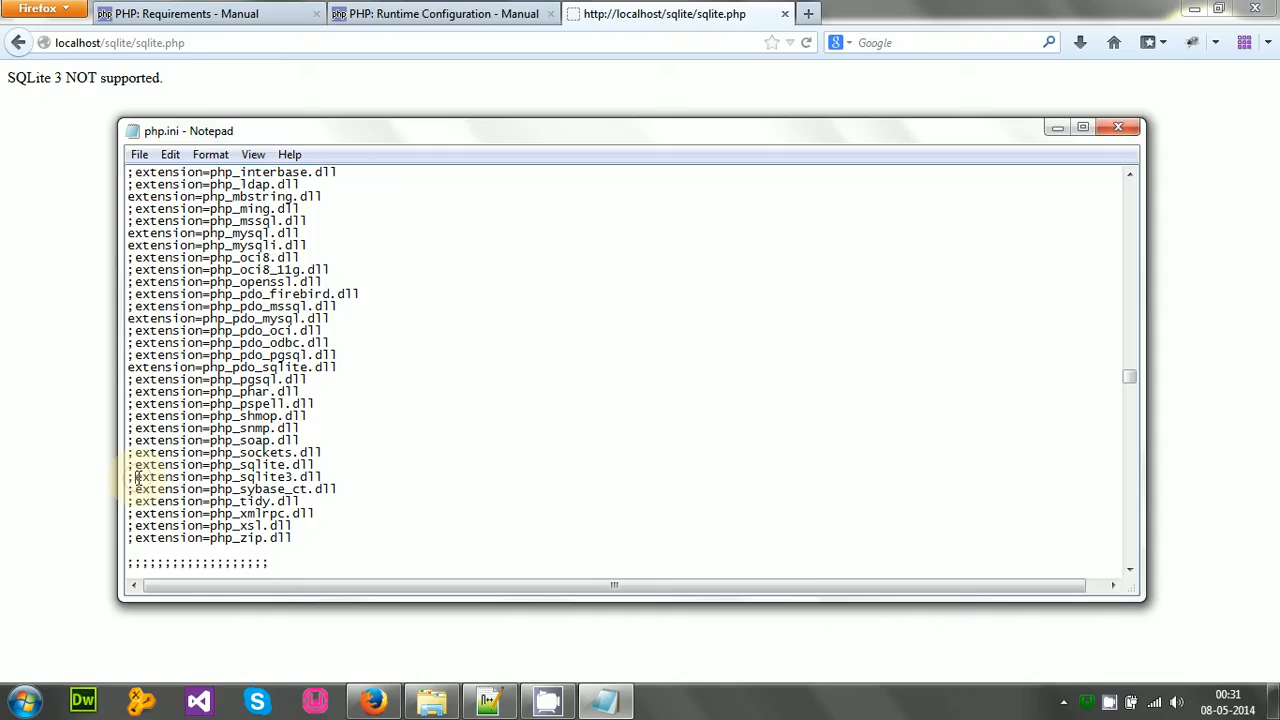 Firefox
php PHP: Requirements - Manual
php PHP: Runtime Configuration - Manual
http://localhost/sqlite/sqlite.php
localhost/sqlite/sqlite.php
8 Google
SQLite 3 NOT supported.
php.ini - Notepad
File Edit Format View Help
;extension=php_interbase.dll
;extension=php_ldap.dll
extension=php_mbstring.dll
;extension=php_ming.dll
;extension=php_mssql.dll
extension=php_mysql.dll
extension=php_mysqli.dll
;extension=php_oci8.dll
;extension=php_oci8_11g.dll
;extension=php_openssl.dll
;extension=php_pdo_firebird.dll
;extension=php_pdo_mssql.dll
extension=php_pdo_mysql.dll
;extension=php_pdo_oci.dll
;extension=php_pdo_odbc.dll
;extension=php_pdo_pgsql.dll
extension=php_pdo_sqlite.dll
;extension=php_pgsql.dll
;extension=php_phar.dll
;extension=php_pspell.dll
;extension=php_shmop.dll
;extension=php_snmp.dll
;extension=php_soap.dll
;extension=php_sockets.dll
;extension=php_sqlite.dll
;extension=php_sqlite3.dll
;extension=php_sybase_ct.dll
;extension=php_tidy.dll
;extension=php_xmlrpc.dll
;extension=php_xsl.dll
;extension=php_zip.dll
;;;;;;;;;;;;;;;;;;;
Dw
00:31
08-05-2014